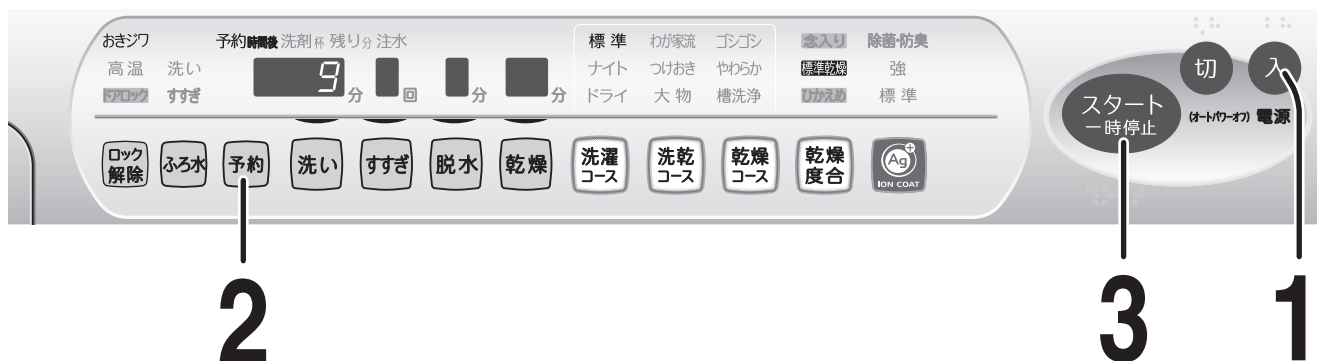 おきジワ 予約時間後 洗剤杯 残り分 注水 標準 わが家流 ゴシゴシ 念入り 除菌・防臭
高温 洗い ナイト つけおき やわらか 標準乾燥 強
ドアロック すすぎ 9分 回 分 分 ドライ 大物 槽洗浄 ひかえめ 標準
ロック
解除
ふろ水
予約
洗い
すすぎ
脱水
乾燥
洗濯
コース
洗乾
コース
乾燥
コース
乾燥
度合
Ag+
ION COAT
スタート
一時停止
切
入
(オートパワーオフ) 電源
2
3
1